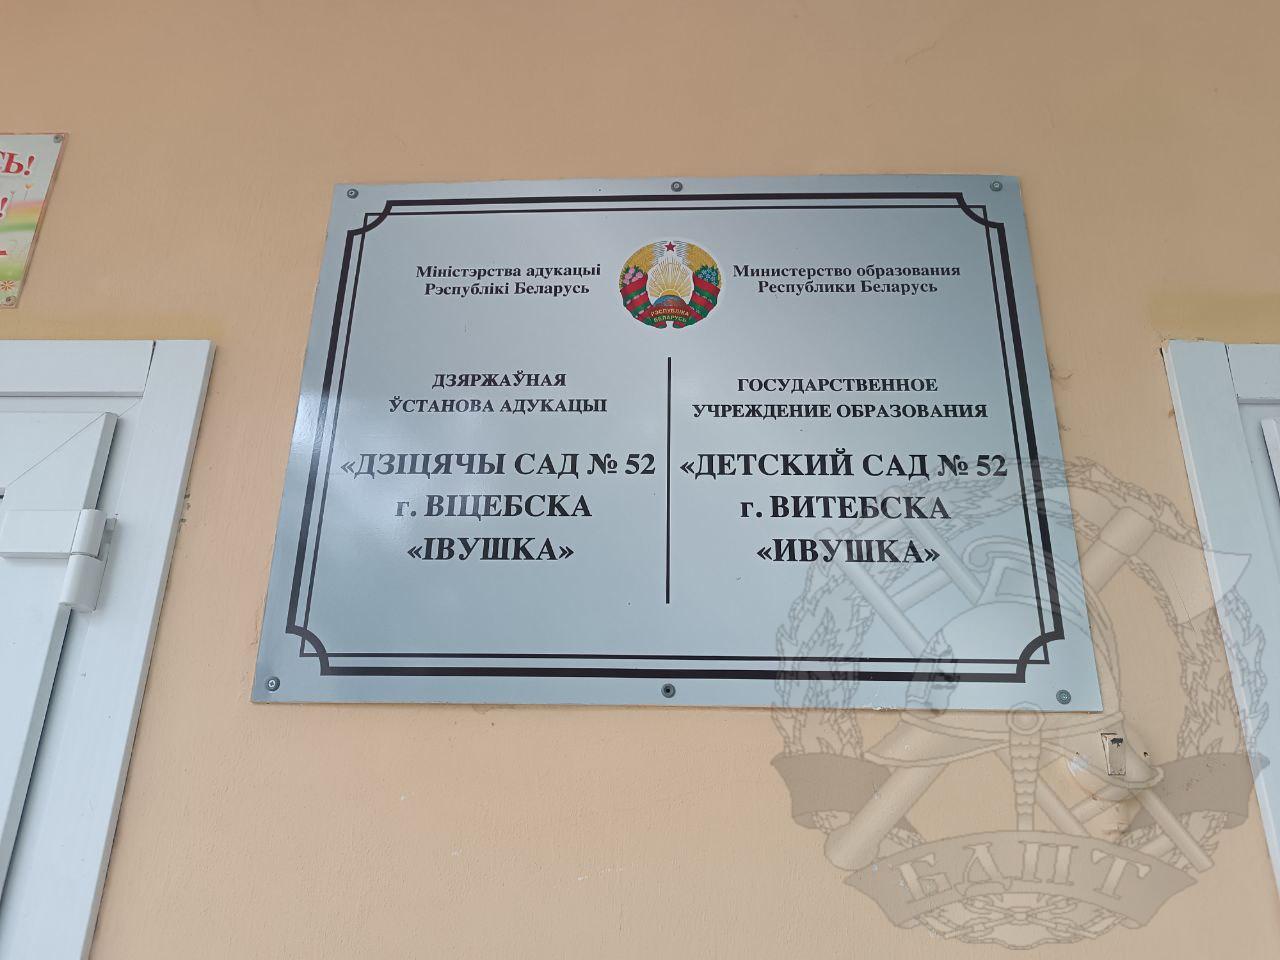 СЬ!
!
Міністэрства адукацыі
Рэспублікі Беларусь
РЭСПУБЛІКА
БЕЛАРУСЬ
Министерство образования
Республики Беларусь
ДЗЯРЖАЎНАЯ
ЎСТАНОВА АДУКАЦЫІ
«ДЗІЦЯЧЫ САД № 52
г. ВІЦЕБСКА
«ІВУШКА»
ГОСУДАРСТВЕННОЕ
УЧРЕЖДЕНИЕ ОБРАЗОВАНИЯ
«ДЕТСКИЙ САД № 52
г. ВИТЕБСКА
«ИВУШКА»
БДПТ